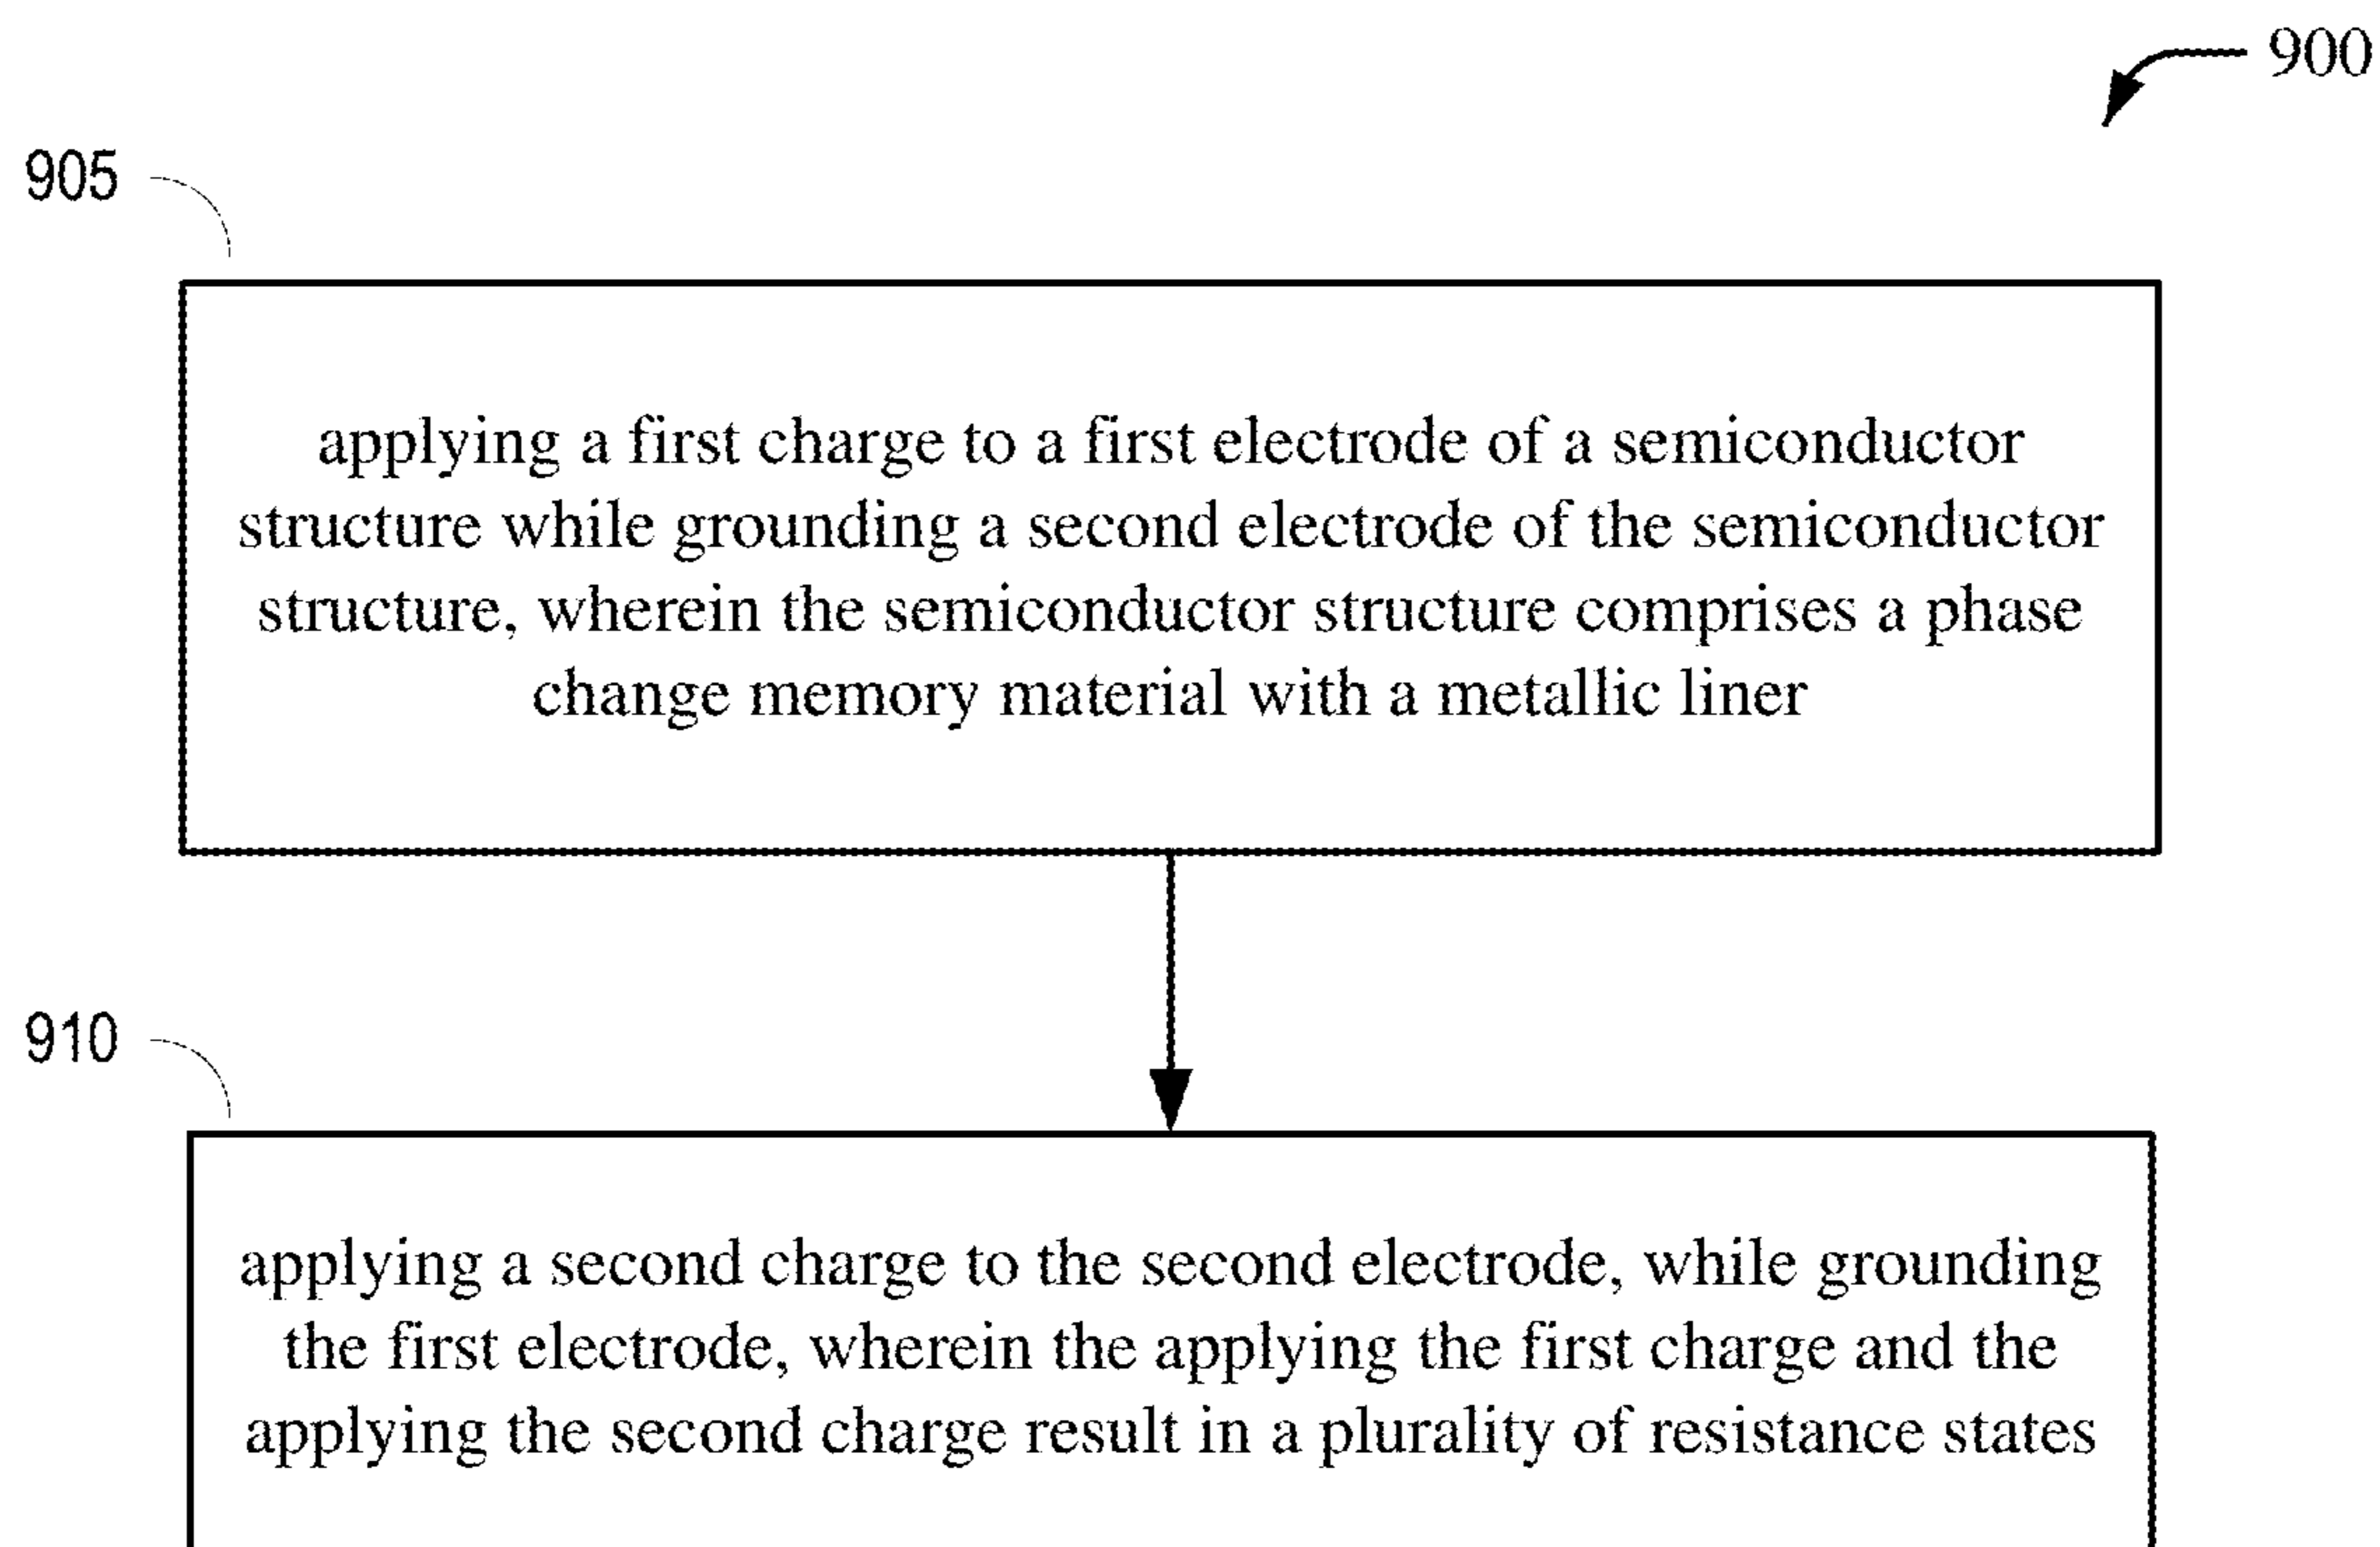 900
905
applying a first charge to a first electrode of a semiconductor
structure while grounding a second electrode of the semiconductor
structure, wherein the semiconductor structure comprises a phase
change memory material with a metallic liner
910
applying a second charge to the second electrode, while grounding
the first electrode, wherein the applying the first charge and the
applying the second charge result in a plurality of resistance states